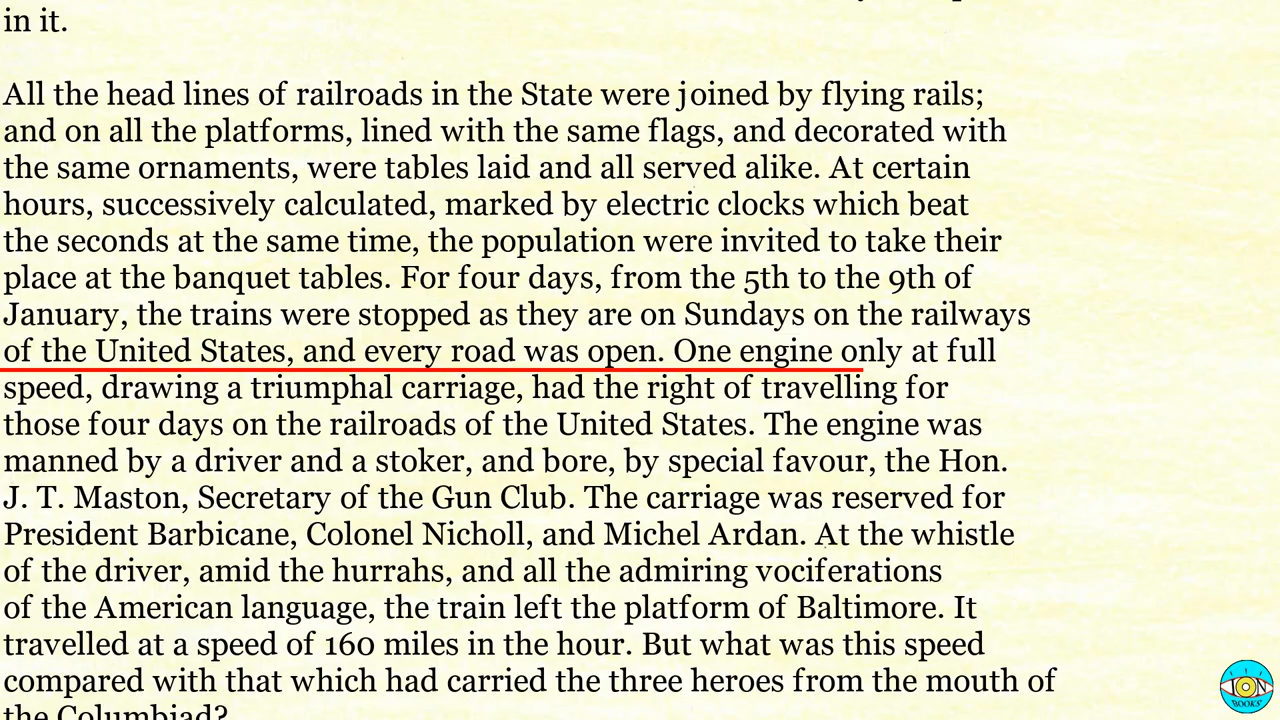 in it.
All the head lines of railroads in the State were joined by flying rails;
and on all the platforms, lined with the same flags, and decorated with
the same ornaments, were tables laid and all served alike. At certain
hours, successively calculated, marked by electric clocks which beat
the seconds at the same time, the population were invited to take their
place at the banquet tables. For four days, from the 5th to the 9th of
January, the trains were stopped as they are on Sundays on the railways
of the United States, and every road was open. One engine only at full
speed, drawing a triumphal carriage, had the right of travelling for
those four days on the railroads of the United States. The engine was
manned by a driver and a stoker, and bore, by special favour, the Hon.
J. T. Maston, Secretary of the Gun Club. The carriage was reserved for
President Barbicane, Colonel Nicholl, and Michel Ardan. At the whistle
of the driver, amid the hurrahs, and all the admiring vociferations
of the American language, the train left the platform of Baltimore. It
travelled at a speed of 160 miles in the hour. But what was this speed
compared with that which had carried the three heroes from the mouth of
the Columbiad?
ION
BOOKS